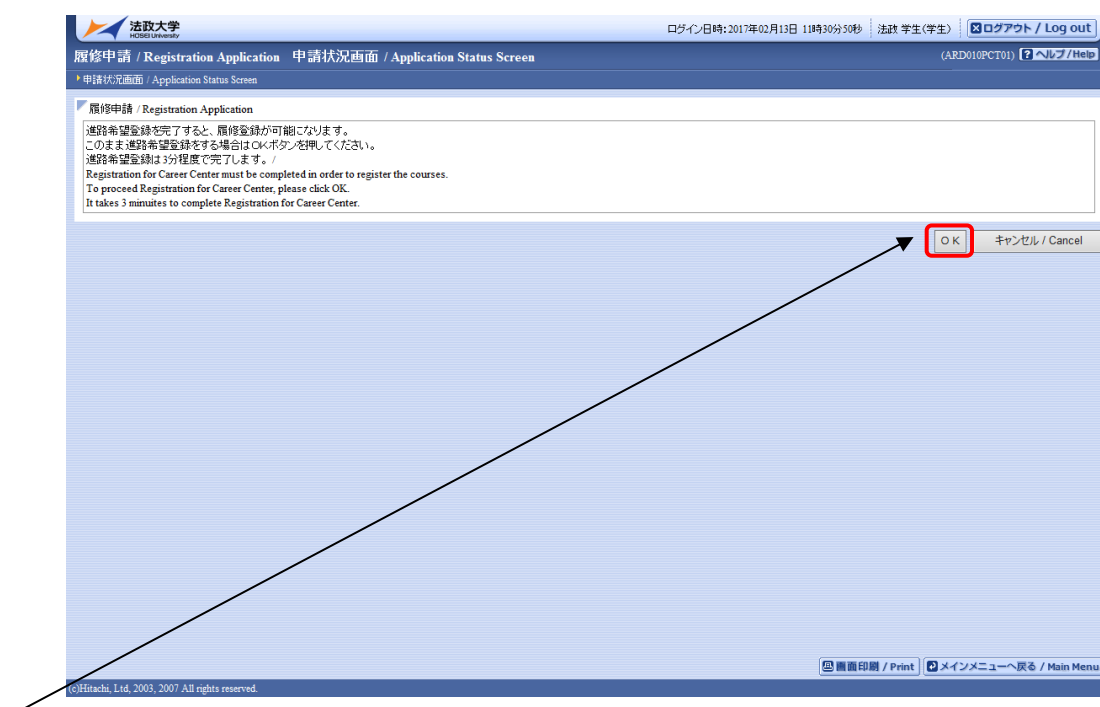 法政大学
HOSEI University
ログイン日時：2017年02月13日 11時30分50秒 法政 学生(学生) ログアウト / Log out
履修申請 / Registration Application 申請状況画面 / Application Status Screen (ARD010PCT01) ? ヘルプ/Help
申請状況画面 / Application Status Screen
履修申請 / Registration Application
進路希望登録を完了すると、履修登録が可能になります。
このまま進路希望登録をする場合はOKボタンを押してください。
進路希望登録は3分程度で完了します。/
Registration for Career Center must be completed in order to register the courses.
To proceed Registration for Career Center, please click OK.
It takes 3 minuites to complete Registration for Career Center.
ＯＫ キャンセル / Cancel
画面印刷 / Print メインメニューへ戻る / Main Menu
(c)Hitachi, Ltd, 2003, 2007 All rights reserved.